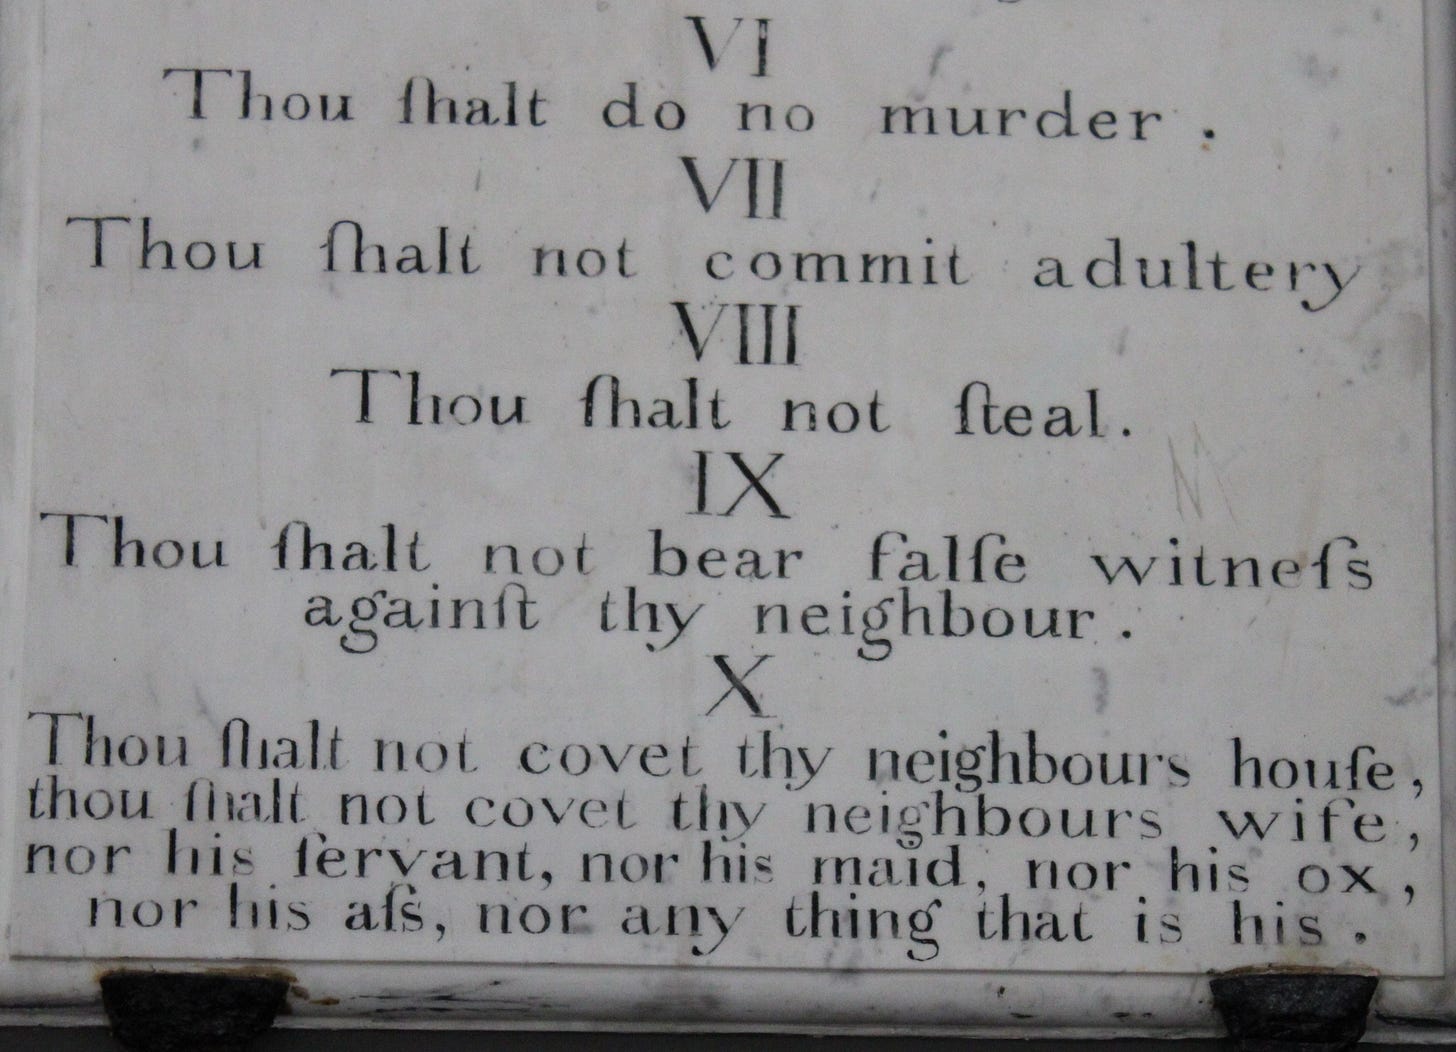 VI
Thou ſhalt do no murder .
VII
Thou ſhalt not commit adultery
VIII
Thou ſhalt not ſteal.
IX
Thou ſhalt not bear falſe witneſs
againſt thy neighbour .
X
Thou ſhalt not covet thy neighbours houſe,
thou ſhalt not covet thy neighbours wife,
nor his ſervant, nor his maid, nor his ox,
nor his aſs, nor any thing that is his .